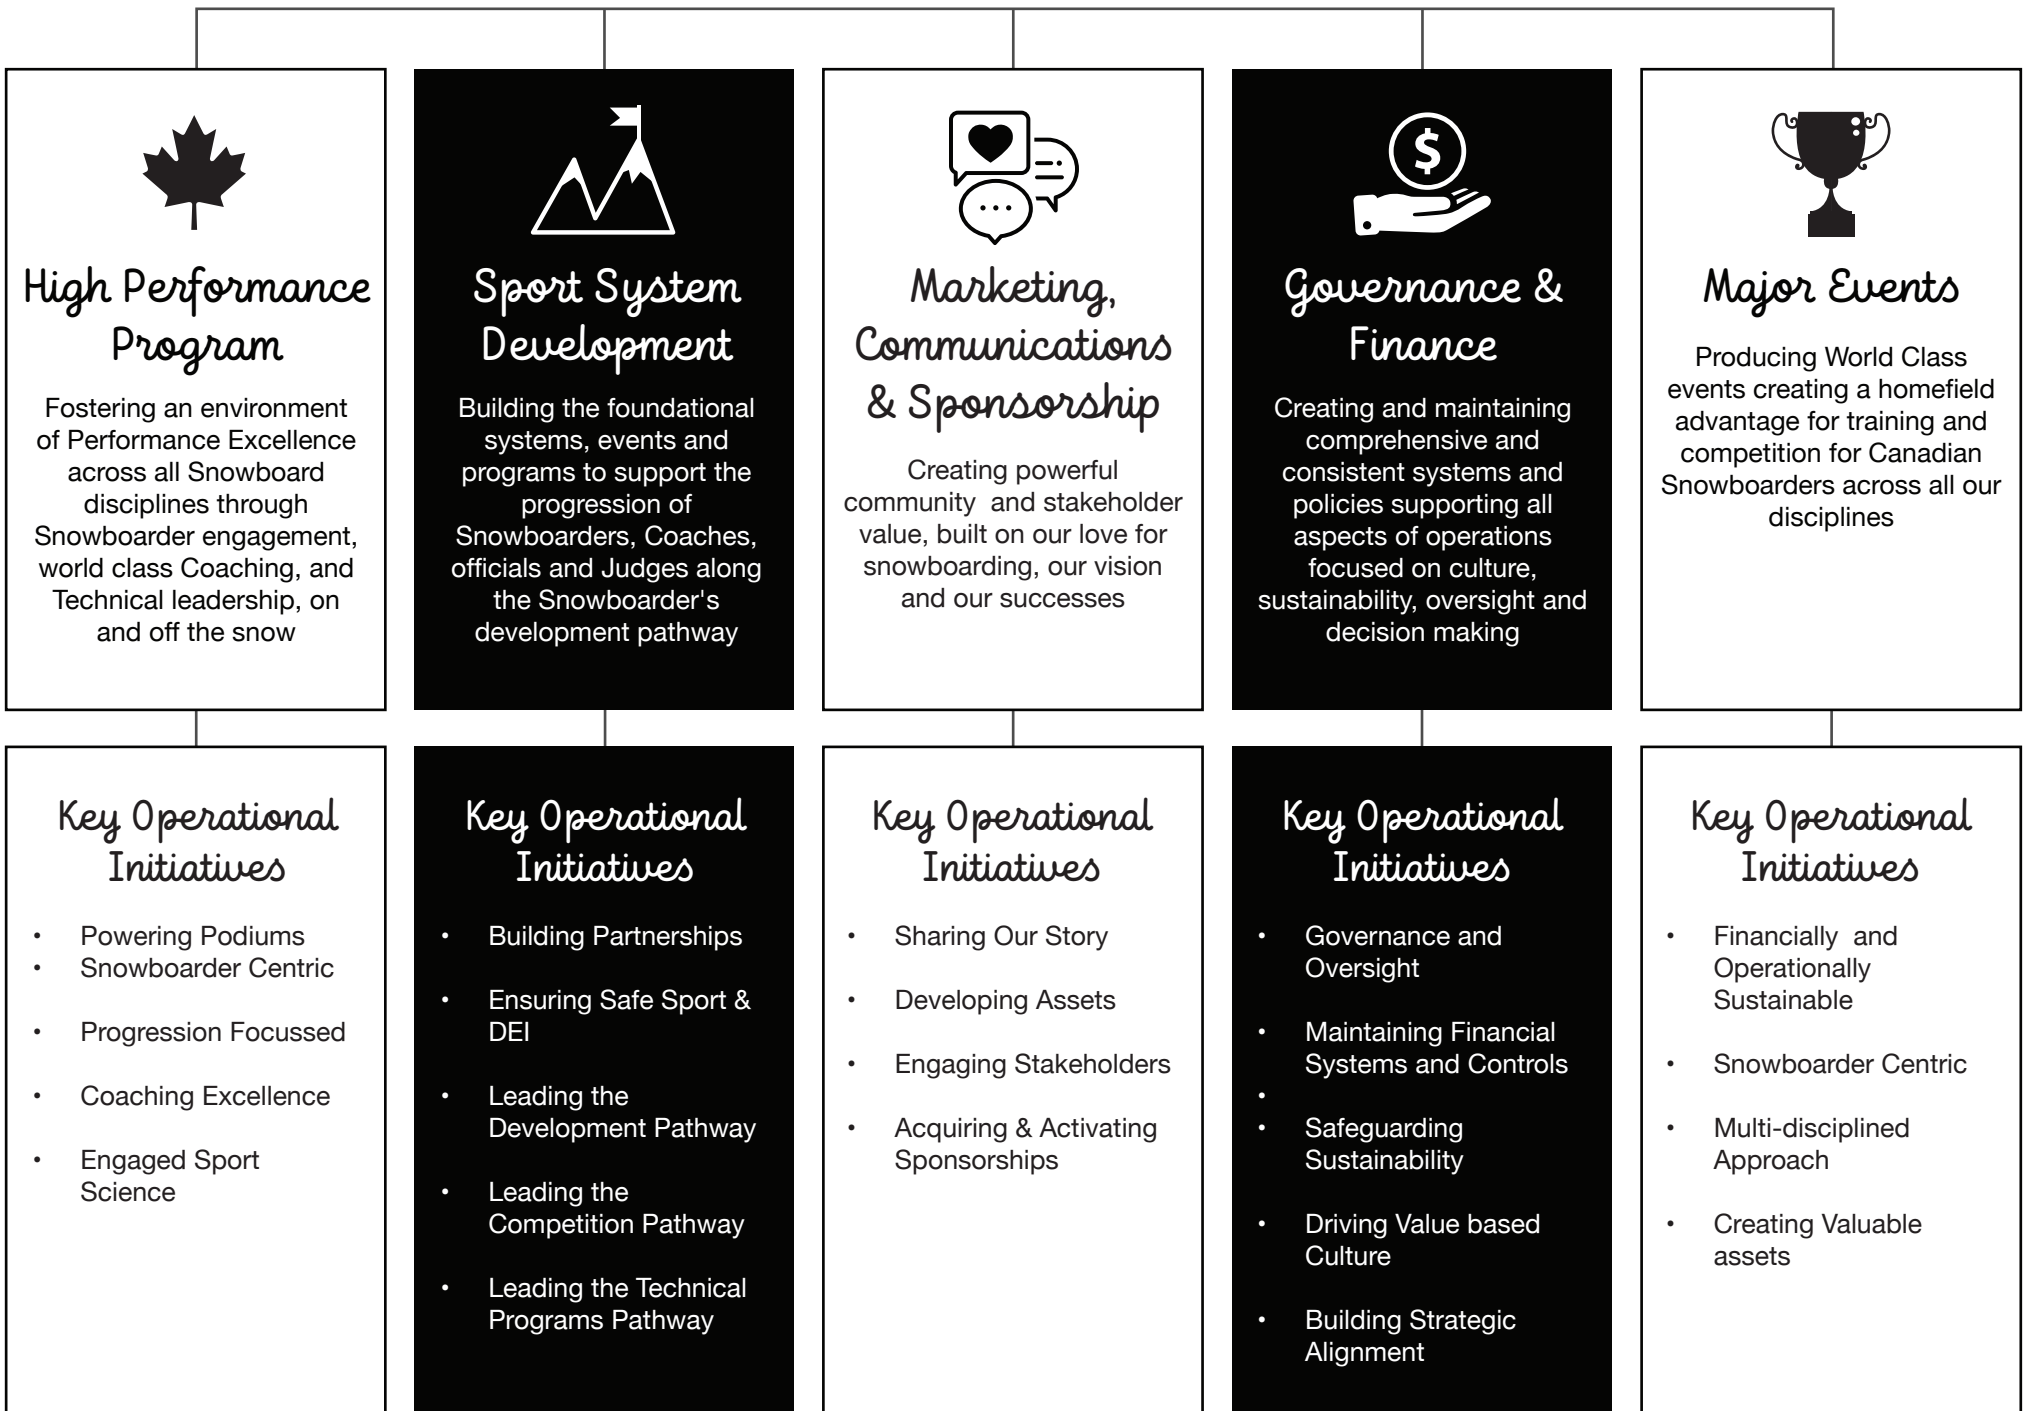 High Performance
Program
Fostering an environment
of Performance Excellence
across all Snowboard
disciplines through
Snowboarder engagement,
world class Coaching, and
Technical leadership, on
and off the snow
Sport System
Development
Building the foundational
systems, events and
programs to support the
progression of
Snowboarders, Coaches,
officials and Judges along
the Snowboarder's
development pathway
Marketing,
Communications
& Sponsorship
Creating powerful
community and stakeholder
value, built on our love for
snowboarding, our vision
and our successes
$
Governance &
Finance
Creating and maintaining
comprehensive and
consistent systems and
policies supporting all
aspects of operations
focused on culture,
sustainability, oversight and
decision making
Major Events
Producing World Class
events creating a homefield
advantage for training and
competition for Canadian
Snowboarders across all our
disciplines
Key Operational
Initiatives
• Powering Podiums
• Snowboarder Centric
• Progression Focussed
• Coaching Excellence
• Engaged Sport
Science
Key Operational
Initiatives
• Building Partnerships
• Ensuring Safe Sport &
DEI
• Leading the
Development Pathway
• Leading the
Competition Pathway
• Leading the Technical
Programs Pathway
Key Operational
Initiatives
• Sharing Our Story
• Developing Assets
• Engaging Stakeholders
• Acquiring & Activating
Sponsorships
Key Operational
Initiatives
• Governance and
Oversight
• Maintaining Financial
Systems and Controls
•
• Safeguarding
Sustainability
• Driving Value based
Culture
• Building Strategic
Alignment
Key Operational
Initiatives
• Financially and
Operationally
Sustainable
• Snowboarder Centric
• Multi-disciplined
Approach
• Creating Valuable
assets